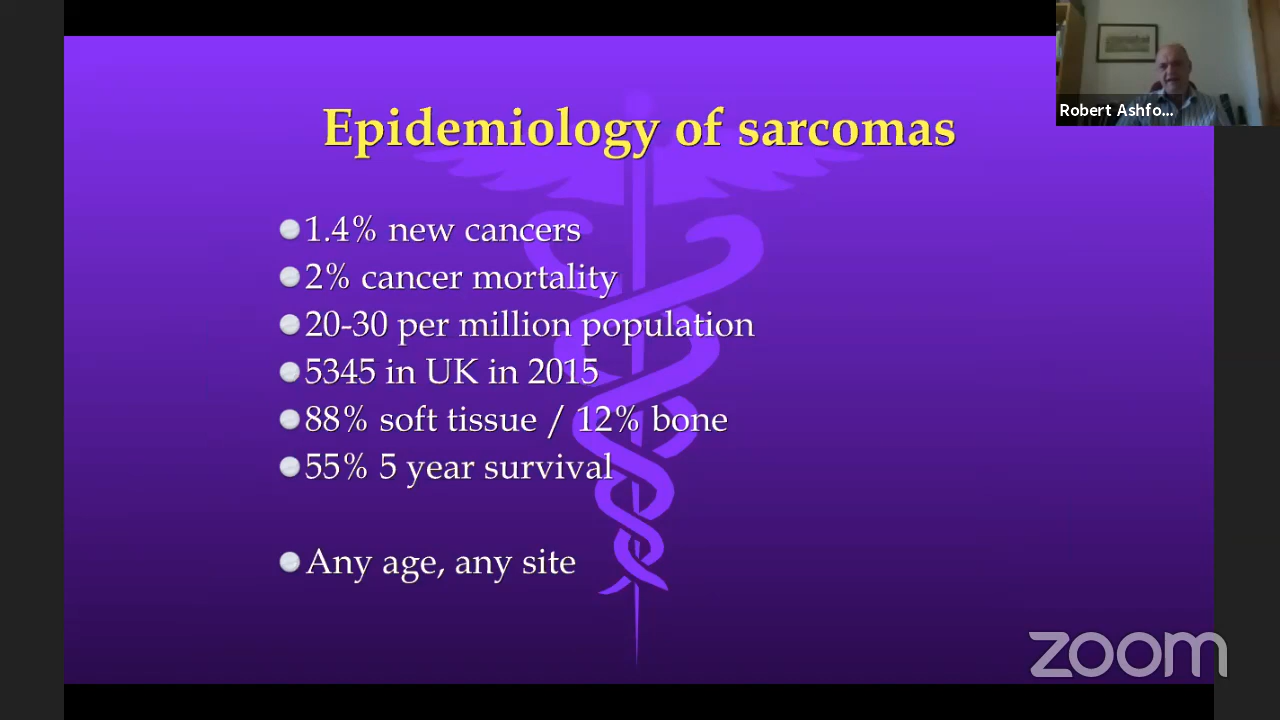 Epidemiology of sarcomas
1.4% new cancers
2% cancer mortality
20-30 per million population
5345 in UK in 2015
88% soft tissue / 12% bone
55% 5 year survival
Any age, any site
Robert Ashfo...
zoom